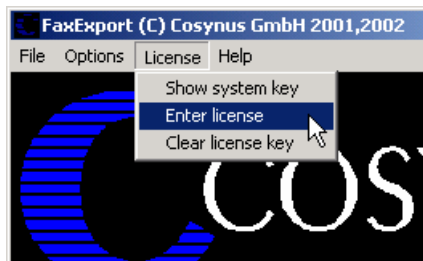 FaxExport (C) Cosynus GmbH 2001,2002
File Options License Help
Show system key
Enter license
Clear license key